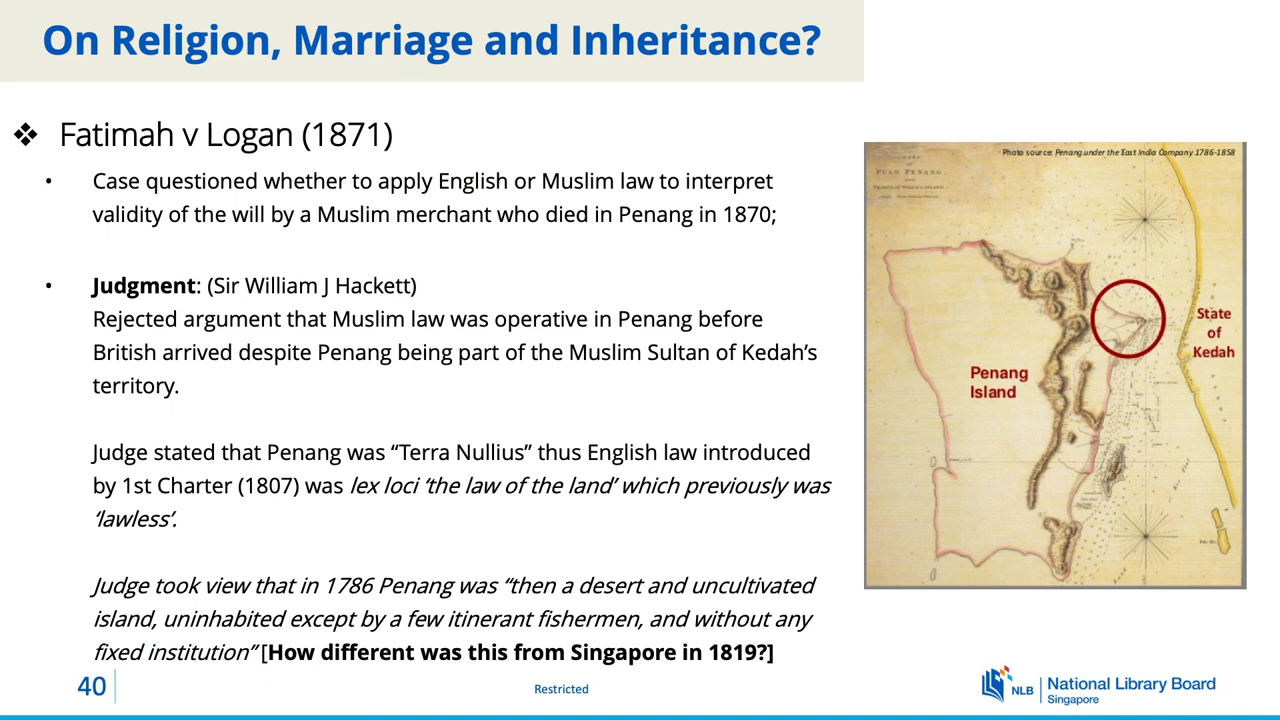 On Religion, Marriage and Inheritance?
❖ Fatimah v Logan (1871)
• Case questioned whether to apply English or Muslim law to interpret
validity of the will by a Muslim merchant who died in Penang in 1870;
• Judgment: (Sir William J Hackett)
Rejected argument that Muslim law was operative in Penang before
British arrived despite Penang being part of the Muslim Sultan of Kedah’s
territory.
Judge stated that Penang was “Terra Nullius” thus English law introduced
by 1st Charter (1807) was lex loci ‘the law of the land’ which previously was
‘lawless’.
Judge took view that in 1786 Penang was “then a desert and uncultivated
island, uninhabited except by a few itinerant fishermen, and without any
fixed institution” [How different was this from Singapore in 1819?]
Photo source: Penang under the East India Company 1786-1858
PULO PENANG
State
of
Kedah
Penang
Island
40
Restricted
NLB
National Library Board
Singapore